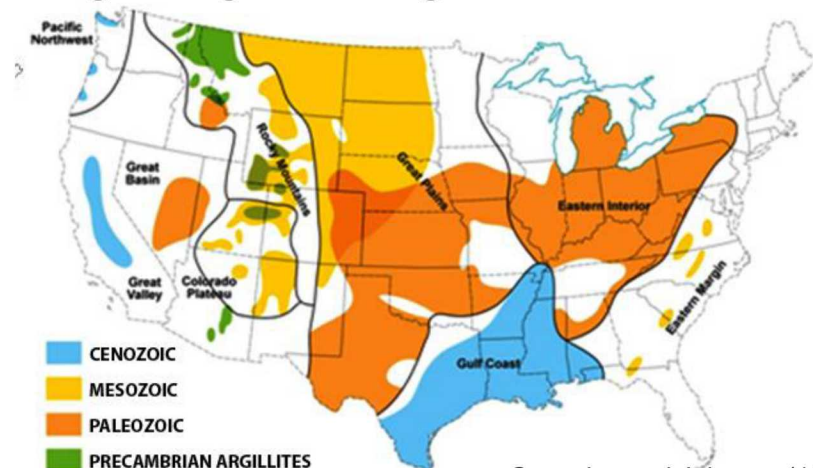 Pacific
Northwest
Great
Basin
Rocky Mountains
Great Plains
Eastern Interior
Great
Valley
Colorado
Plateau
Eastern Margin
Gulf Coast
CENOZOIC
MESOZOIC
PALEOZOIC
PRECAMBRIAN ARGILLITES